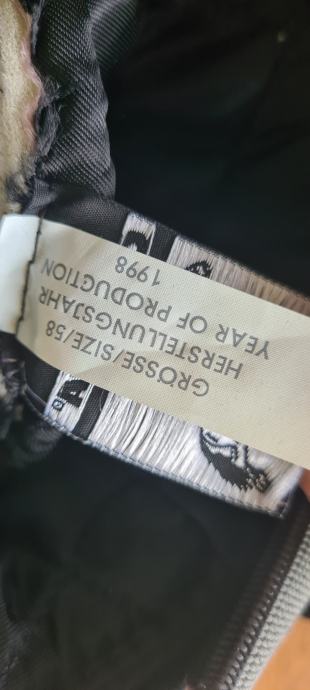 GRÖSSE/SIZE/58
HERSTELLUNGSJAHR
YEAR OF PRODUCTION
1998